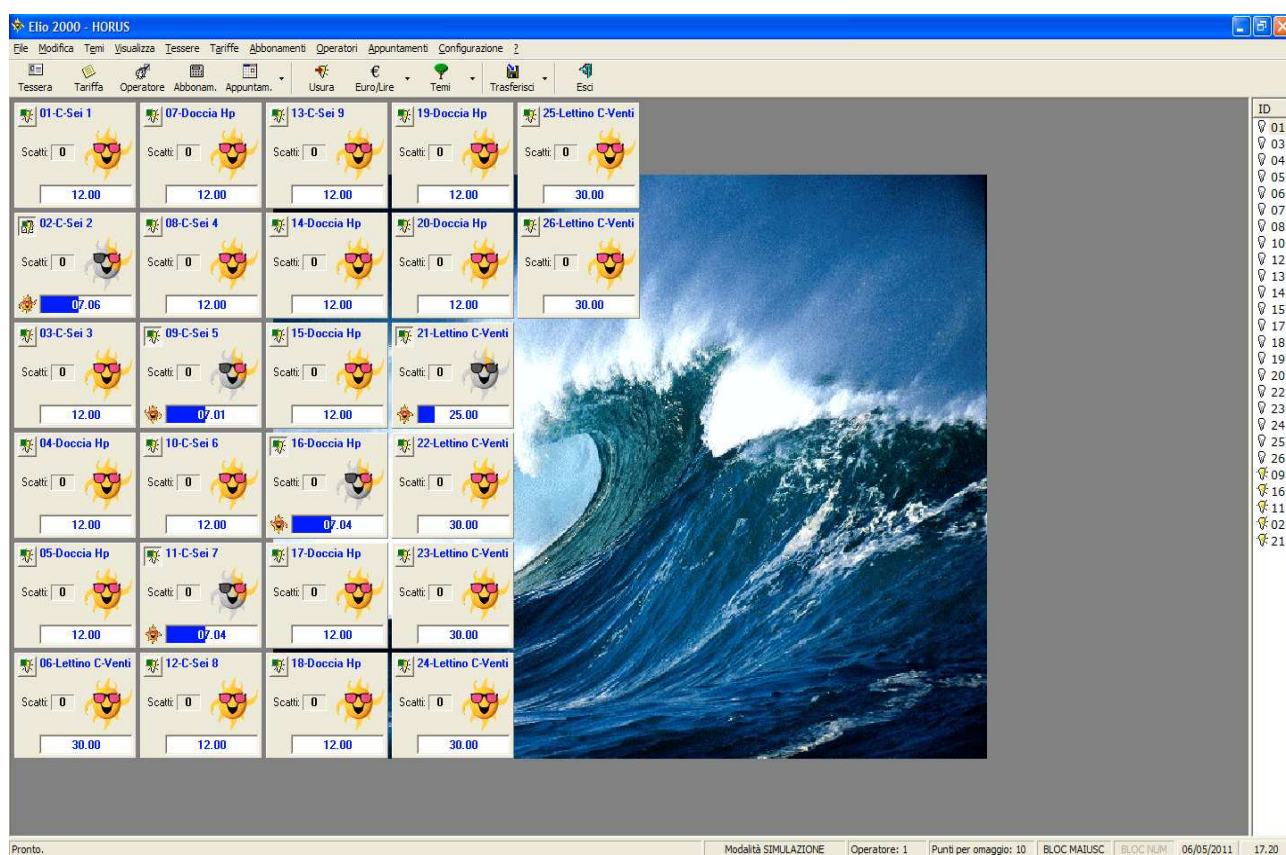 Elio 2000 - HORUS
File Modifica Temi Visualizza Tessere Tariffe Abbonamenti Operatori Appuntamenti Configurazione ?
Tessera Tariffa Operatore Abbonam. Appuntam. Usura Euro/Lire Temi Trasferisci Esci
01-C-Sei 1 07-Doccia Hp 13-C-Sei 9 19-Doccia Hp 25-Lettino C-Venti
Scatti: 0 Scatti: 0 Scatti: 0 Scatti: 0 Scatti: 0
12.00 12.00 12.00 12.00 30.00
02-C-Sei 2 08-C-Sei 4 14-Doccia Hp 20-Doccia Hp 26-Lettino C-Venti
Scatti: 0 Scatti: 0 Scatti: 0 Scatti: 0 Scatti: 0
07.06 12.00 12.00 12.00 30.00
03-C-Sei 3 09-C-Sei 5 15-Doccia Hp 21-Lettino C-Venti
Scatti: 0 Scatti: 0 Scatti: 0 Scatti: 0
12.00 07.01 12.00 25.00
04-Doccia Hp 10-C-Sei 6 16-Doccia Hp 22-Lettino C-Venti
Scatti: 0 Scatti: 0 Scatti: 0 Scatti: 0
12.00 12.00 07.04 30.00
05-Doccia Hp 11-C-Sei 7 17-Doccia Hp 23-Lettino C-Venti
Scatti: 0 Scatti: 0 Scatti: 0 Scatti: 0
12.00 07.04 12.00 30.00
06-Lettino C-Venti 12-C-Sei 8 18-Doccia Hp 24-Lettino C-Venti
Scatti: 0 Scatti: 0 Scatti: 0 Scatti: 0
30.00 12.00 12.00 30.00
ID
01
03
04
05
06
07
08
10
12
13
14
15
17
18
19
20
22
23
24
25
26
09
16
11
02
21
Pronto. Modalità SIMULAZIONE Operatore: 1 Punti per omaggio: 10 BLOC MAIUSC BLOC NUM 06/05/2011 17.20